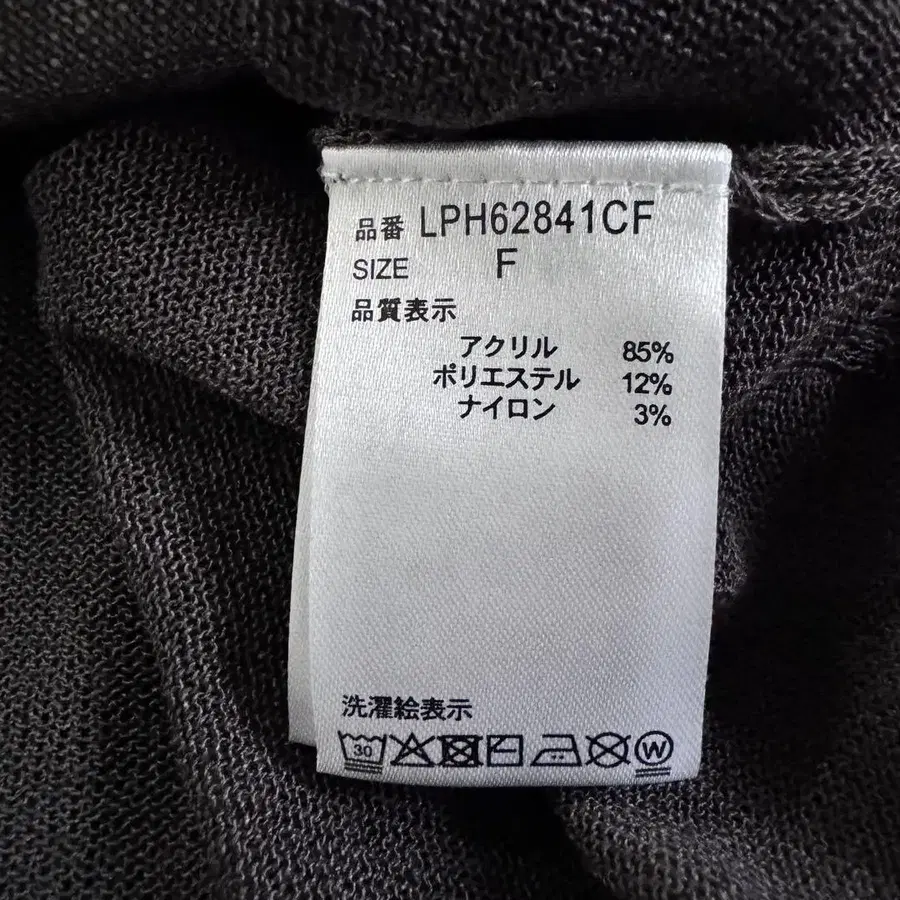 品番 LPH62841CF
SIZE F
品質表示
アクリル 85%
ポリエステル 12%
ナイロン 3%
洗濯絵表示
30 W